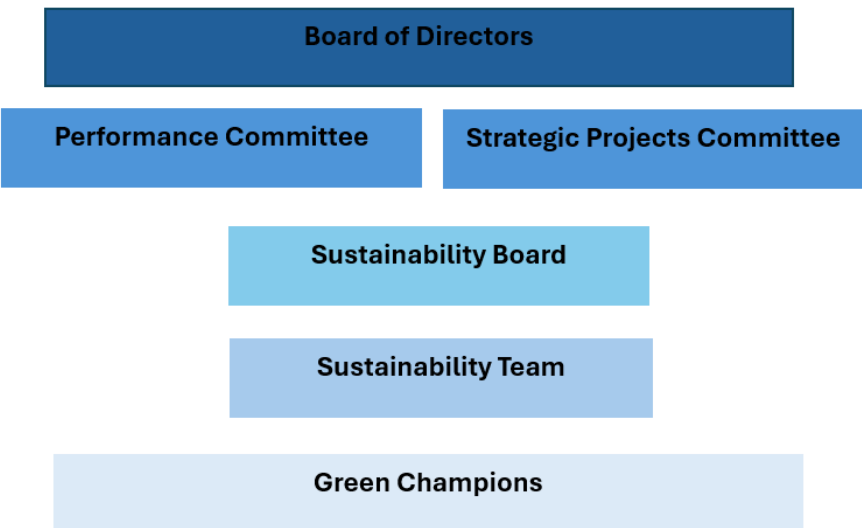 Board of Directors
Performance Committee
Strategic Projects Committee
Sustainability Board
Sustainability Team
Green Champions